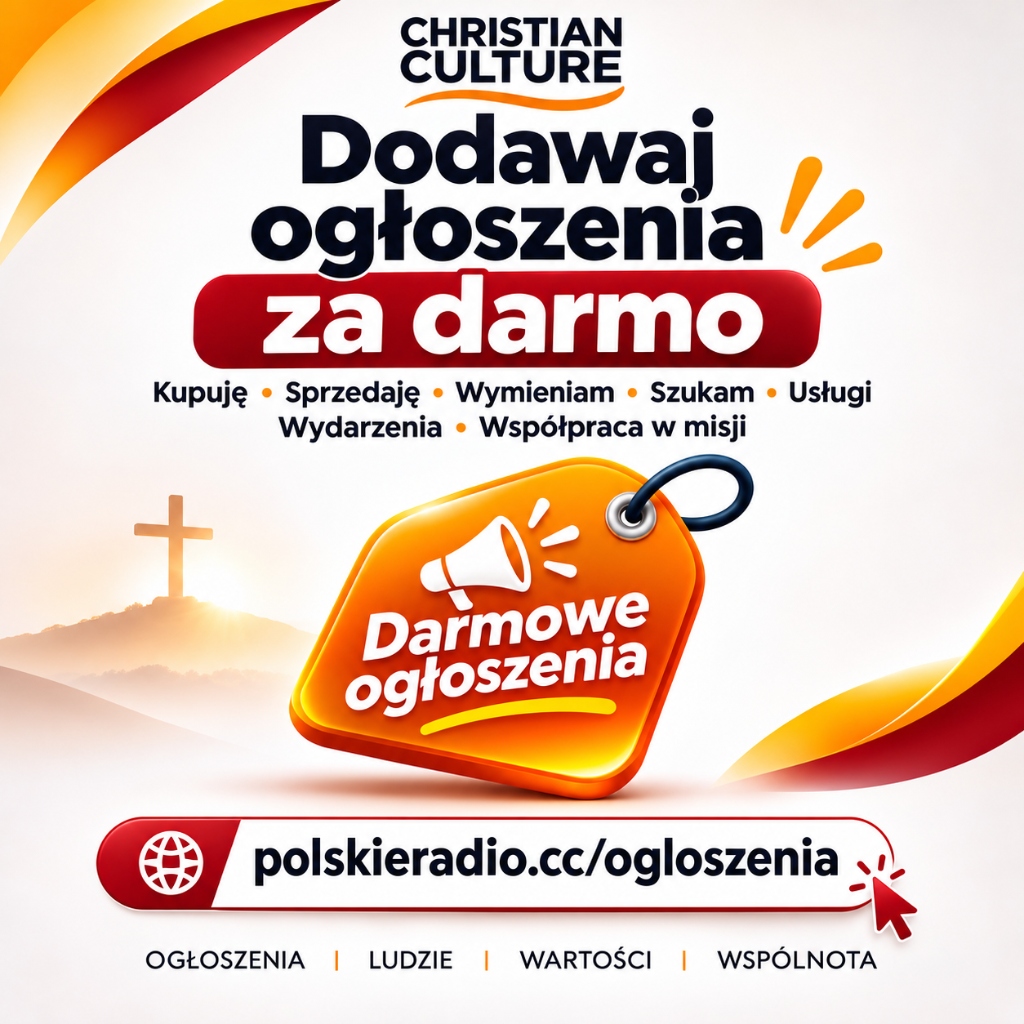 CHRISTIAN
CULTURE
Dodawaj
ogłoszenia
za darmo
Kupuję • Sprzedaję • Wymieniam • Szukam • Usługi
Wydarzenia • Współpraca w misji
Darmowe
ogłoszenia
polskieradio.cc/ogloszenia
OGŁOSZENIA | LUDZIE | WARTOŚCI | WSPÓLNOTA